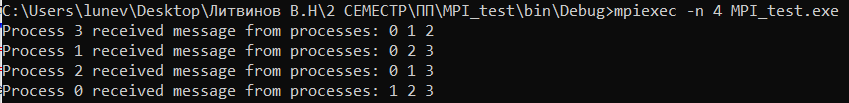 C:\Users\lunev\Desktop\Литвинов В.Н\2 СЕМЕСТР\ПП\MPI_test\bin\Debug>mpiexec -n 4 MPI_test.exe
Process 3 received message from processes: 0 1 2
Process 1 received message from processes: 0 2 3
Process 2 received message from processes: 0 1 3
Process 0 received message from processes: 1 2 3